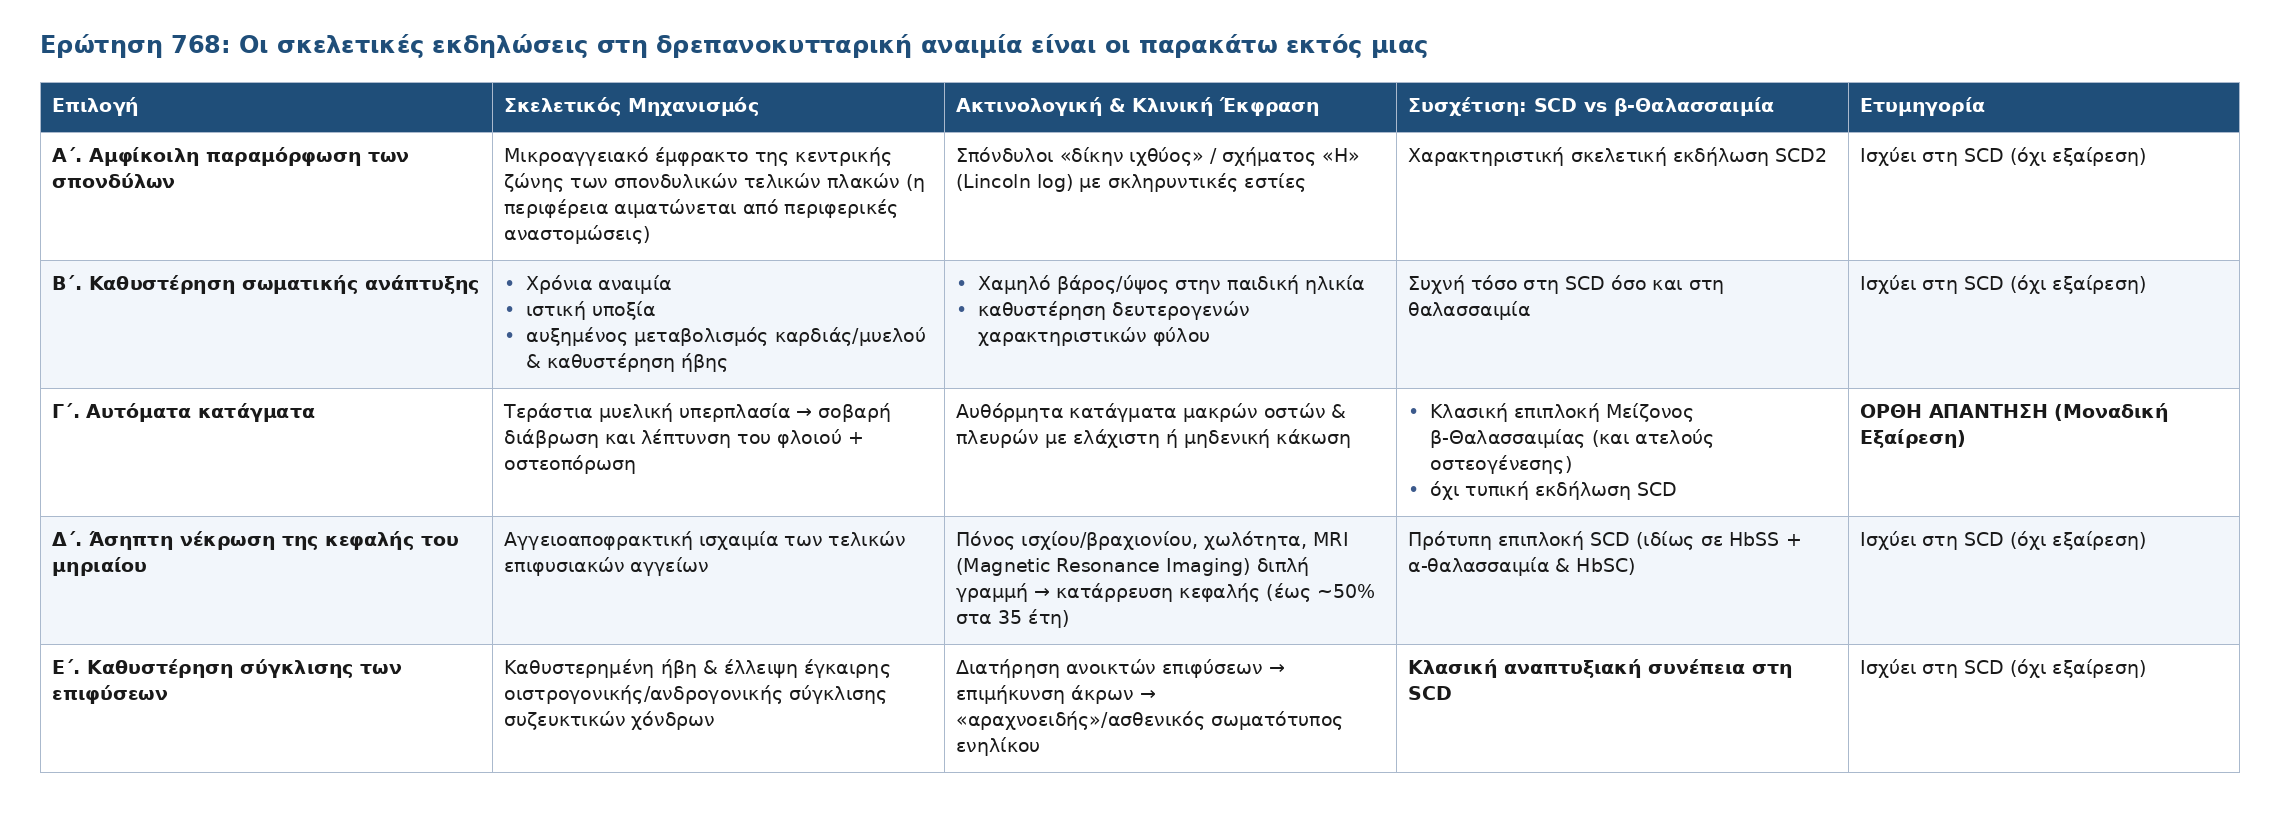 Ερώτηση 768: Οι σκελετικές εκδηλώσεις στη δρεπανοκυτταρική αναιμία είναι οι παρακάτω εκτός μιας
Επιλογή
Σκελετικός Μηχανισμός
Ακτινολογική & Κλινική Έκφραση
Συσχέτιση: SCD vs β-Θαλασσαιμία
Ετυμηγορία
Α΄. Αμφίκοιλη παραμόρφωση των
σπονδύλων
Μικροαγγειακό έμφρακτο της κεντρικής
ζώνης των σπονδυλικών τελικών πλακών (η
περιφέρεια αιματώνεται από περιφερικές
αναστομώσεις)
Σπόνδυλοι «δίκην ιχθύος» / σχήματος «Η»
(Lincoln log) με σκληρυντικές εστίες
Χαρακτηριστική σκελετική εκδήλωση SCD2
Ισχύει στη SCD (όχι εξαίρεση)
Β΄. Καθυστέρηση σωματικής ανάπτυξης
• Χρόνια αναιμία
• ιστική υποξία
• αυξημένος μεταβολισμός καρδιάς/μυελού
& καθυστέρηση ήβης
• Χαμηλό βάρος/ύψος στην παιδική ηλικία
• καθυστέρηση δευτερογενών
χαρακτηριστικών φύλου
Συχνή τόσο στη SCD όσο και στη
θαλασσαιμία
Ισχύει στη SCD (όχι εξαίρεση)
Γ΄. Αυτόματα κατάγματα
Τεράστια μυελική υπερπλασία → σοβαρή
διάβρωση και λέπτυνση του φλοιού +
οστεοπόρωση
Αυθόρμητα κατάγματα μακρών οστών &
πλευρών με ελάχιστη ή μηδενική κάκωση
• Κλασική επιπλοκή Μείζονος
β-Θαλασσαιμίας (και ατελούς
οστεογένεσης)
• όχι τυπική εκδήλωση SCD
ΟΡΘΗ ΑΠΑΝΤΗΣΗ (Μοναδική
Εξαίρεση)
Δ΄. Άσηπτη νέκρωση της κεφαλής του
μηριαίου
Αγγειοαποφρακτική ισχαιμία των τελικών
επιφυσιακών αγγείων
Πόνος ισχίου/βραχιονίου, χωλότητα, MRI
(Magnetic Resonance Imaging) διπλή
γραμμή → κατάρρευση κεφαλής (έως ~50%
στα 35 έτη)
Πρότυπη επιπλοκή SCD (ιδίως σε HbSS +
α-θαλασσαιμία & HbSC)
Ισχύει στη SCD (όχι εξαίρεση)
Ε΄. Καθυστέρηση σύγκλισης των
επιφύσεων
Καθυστερημένη ήβη & έλλειψη έγκαιρης
οιστρογονικής/ανδρογονικής σύγκλισης
συζευκτικών χόνδρων
Διατήρηση ανοικτών επιφύσεων →
επιμήκυνση άκρων →
«αραχνοειδής»/ασθενικός σωματότυπος
ενηλίκου
Κλασική αναπτυξιακή συνέπεια στη
SCD
Ισχύει στη SCD (όχι εξαίρεση)